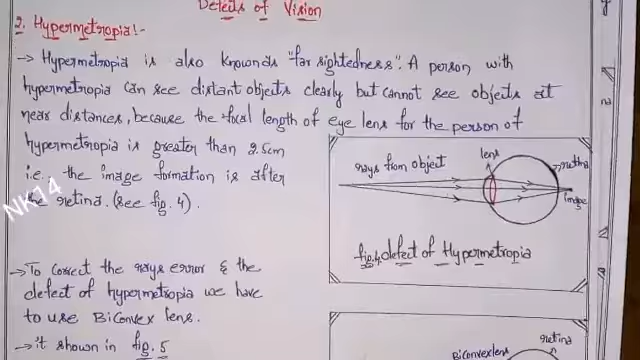 Defects of Vision
2. Hypermetropia:-
→ Hypermetropia is also known as "far sightedness". A person with
hypermetropia can see distant objects clearly but cannot see objects at
near distances, because the focal length of eye lens for the person of
hypermetropia is greater than 2.5cm
i.e. the image formation is after
the retina. (see fig. 4).
rays from object
lens
retina
image
fig.4 defect of Hypermetropia
→ To correct the rays error & the
defect of hypermetropia we have
to use BiConvex lens.
→ it shown in fig. 5
retina
BiConvex lens
NK14